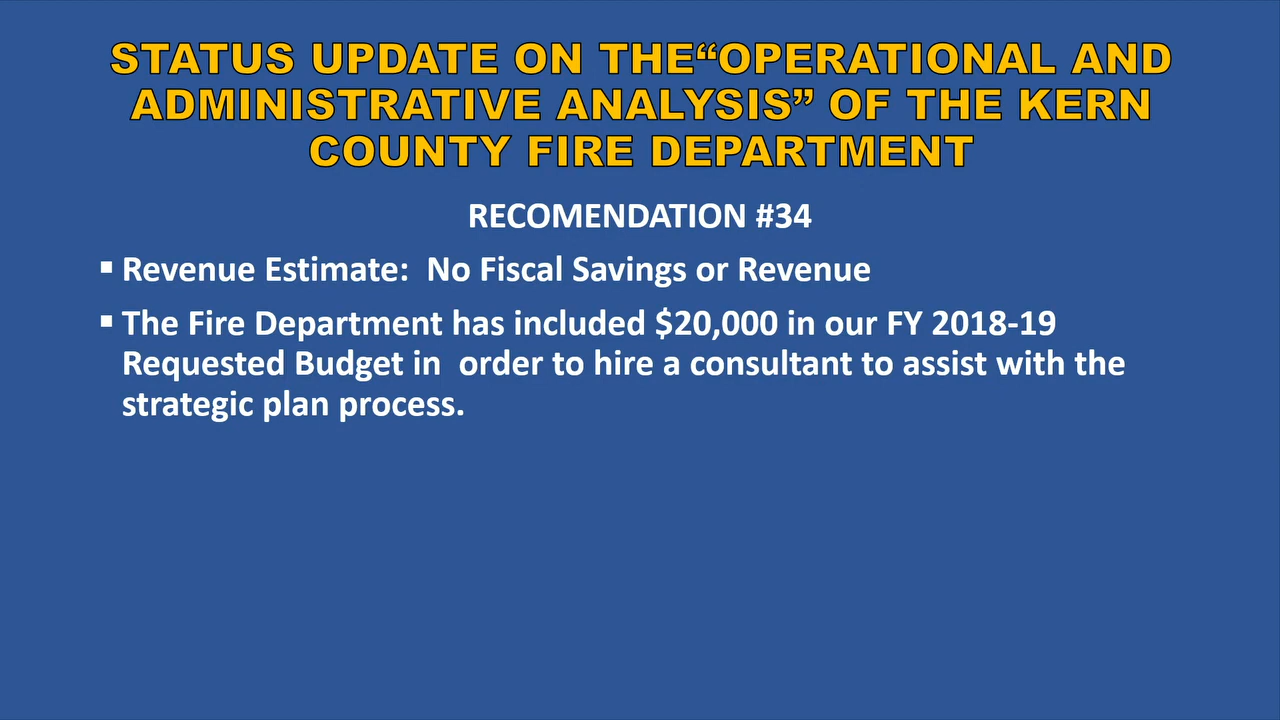 STATUS UPDATE ON THE“OPERATIONAL AND
ADMINISTRATIVE ANALYSIS” OF THE KERN
COUNTY FIRE DEPARTMENT
RECOMENDATION #34
▪ Revenue Estimate:  No Fiscal Savings or Revenue
▪ The Fire Department has included $20,000 in our FY 2018-19
Requested Budget in  order to hire a consultant to assist with the
strategic plan process.